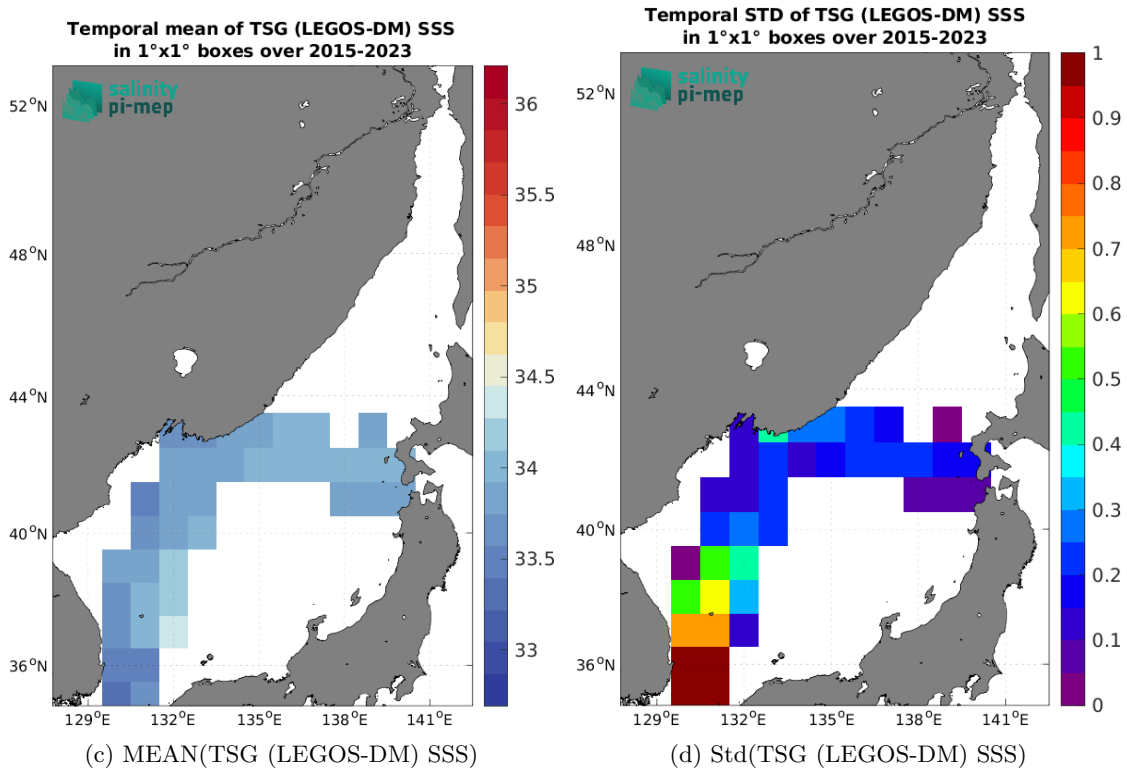 Temporal mean of TSG (LEGOS-DM) SSS
in 1°x1° boxes over 2015-2023
salinity
pi-mep
52°N
48°N
44°N
40°N
36°N
129°E
132°E
135°E
138°E
141°E
36
35.5
35
34.5
34
33.5
33
(c) MEAN(TSG (LEGOS-DM) SSS)
Temporal STD of TSG (LEGOS-DM) SSS
in 1°x1° boxes over 2015-2023
salinity
pi-mep
52°N
48°N
44°N
40°N
36°N
129°E
132°E
135°E
138°E
141°E
1
0.9
0.8
0.7
0.6
0.5
0.4
0.3
0.2
0.1
0
(d) Std(TSG (LEGOS-DM) SSS)